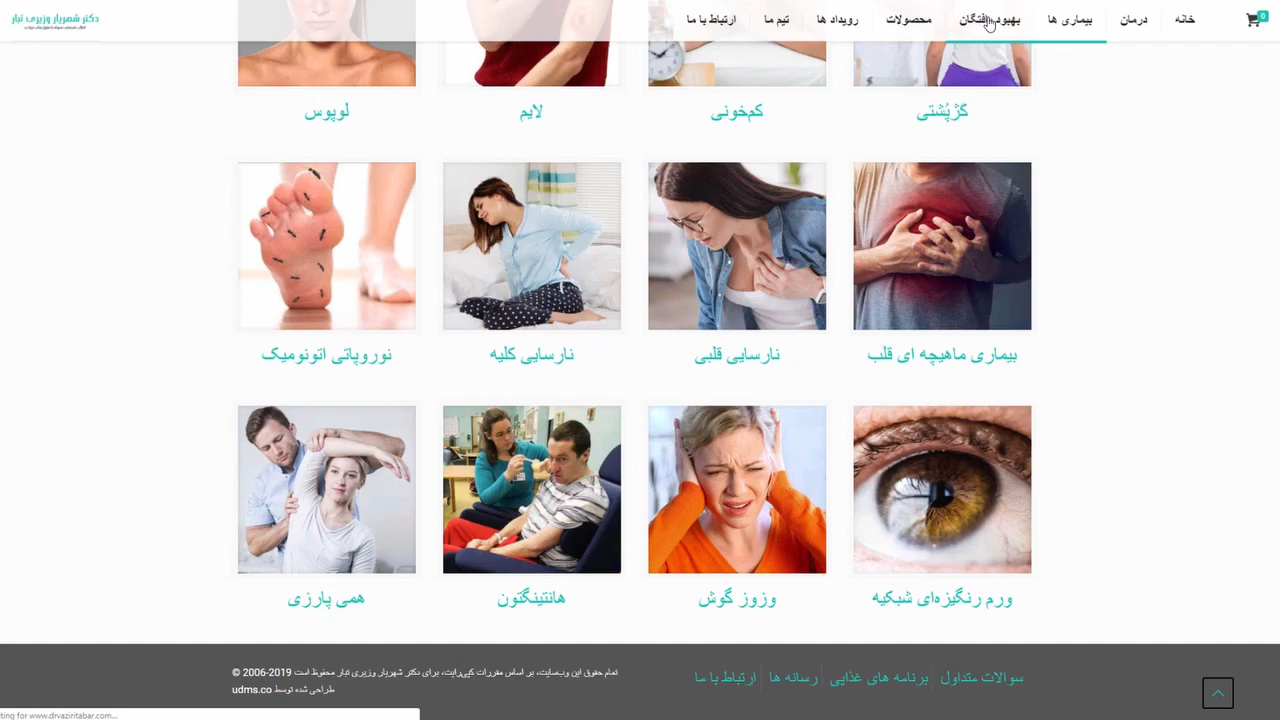 دکتر شهریار وزیری تبار
0
خانه
درمان
بیماری ها
رویداد ها
محصولات
تیم ما
ارتباط با ما
کَژپُشتی
کم‌خونی
لایم
لوپوس
بیماری ماهیچه ای قلب
نارسایی قلبی
نارسایی کلیه
نوروپاتی اتونومیک
ورم رنگیزه‌ای شبکیه
وزوز گوش
هانتینگتون
همی پارزی
سوالات متداول
برنامه های غذایی
رسانه ها
ارتباط با ما
تمام حقوق این وب‌سایت، بر اساس مقررات کپی‌رایت، برای دکتر شهریار وزیری تبار محفوظ است 2019-2006 ©
طراحی شده توسط udms.co
ting for www.drvaziritabar.com...